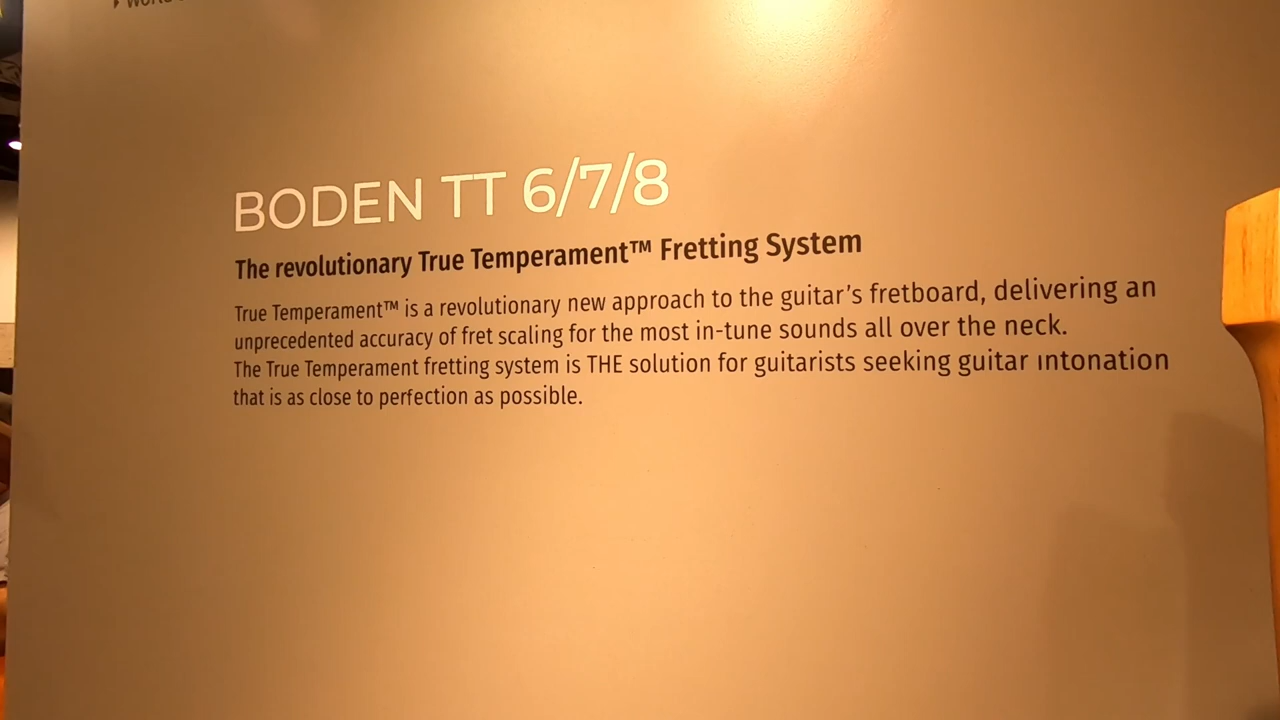 BODEN TT 6/7/8
The revolutionary True Temperament™ Fretting System
True Temperament™ is a revolutionary new approach to the guitar's fretboard, delivering an
unprecedented accuracy of fret scaling for the most in-tune sounds all over the neck.
The True Temperament fretting system is THE solution for guitarists seeking guitar intonation
that is as close to perfection as possible.